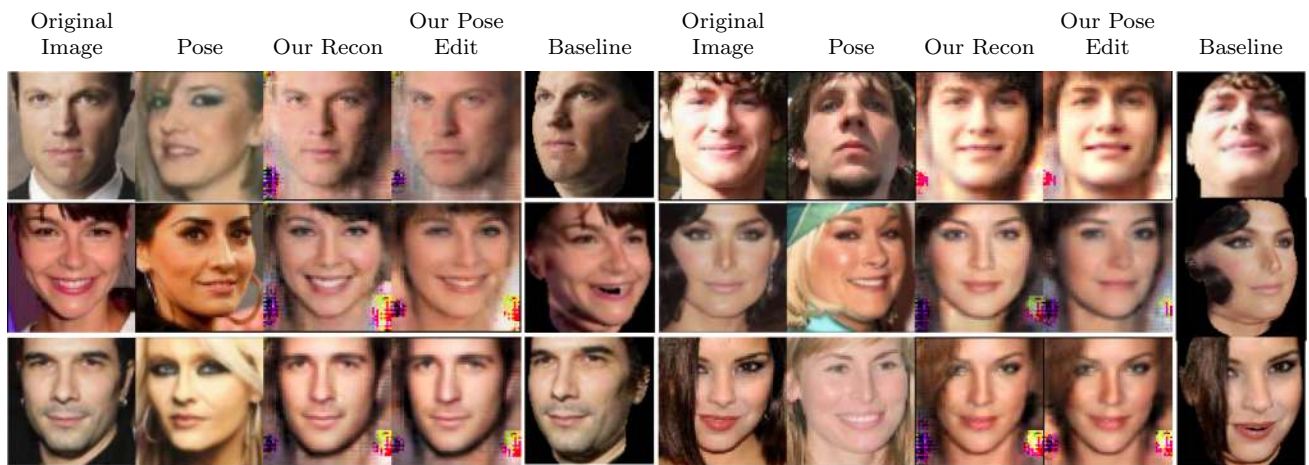 Original
Image
Pose
Our Recon
Our Pose
Edit
Baseline
Original
Image
Pose
Our Recon
Our Pose
Edit
Baseline